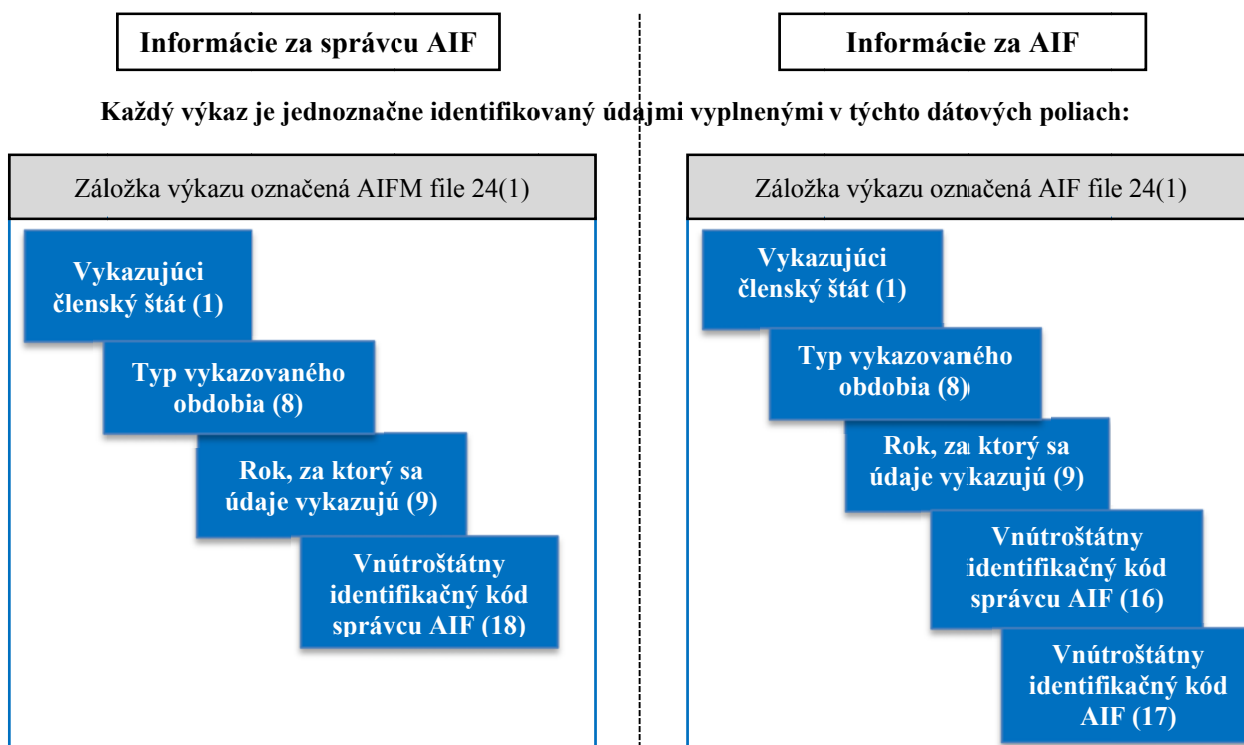 Informácie za správcu AIF
Informácie za AIF
Každý výkaz je jednoznačne identifikovaný údajmi vyplnenými v týchto dátových poliach:
Záložka výkazu označená AIFM file 24(1)
Vykazujúci
členský štát (1)
Typ vykazovaného
obdobia (8)
Rok, za ktorý sa
údaje vykazujú (9)
Vnútroštátny
identifikačný kód
správcu AIF (18)
Záložka výkazu označená AIF file 24(1)
Vykazujúci
členský štát (1)
Typ vykazovaného
obdobia (8)
Rok, za ktorý sa
údaje vykazujú (9)
Vnútroštátny
identifikačný kód
správcu AIF (16)
Vnútroštátny
identifikačný kód
AIF (17)